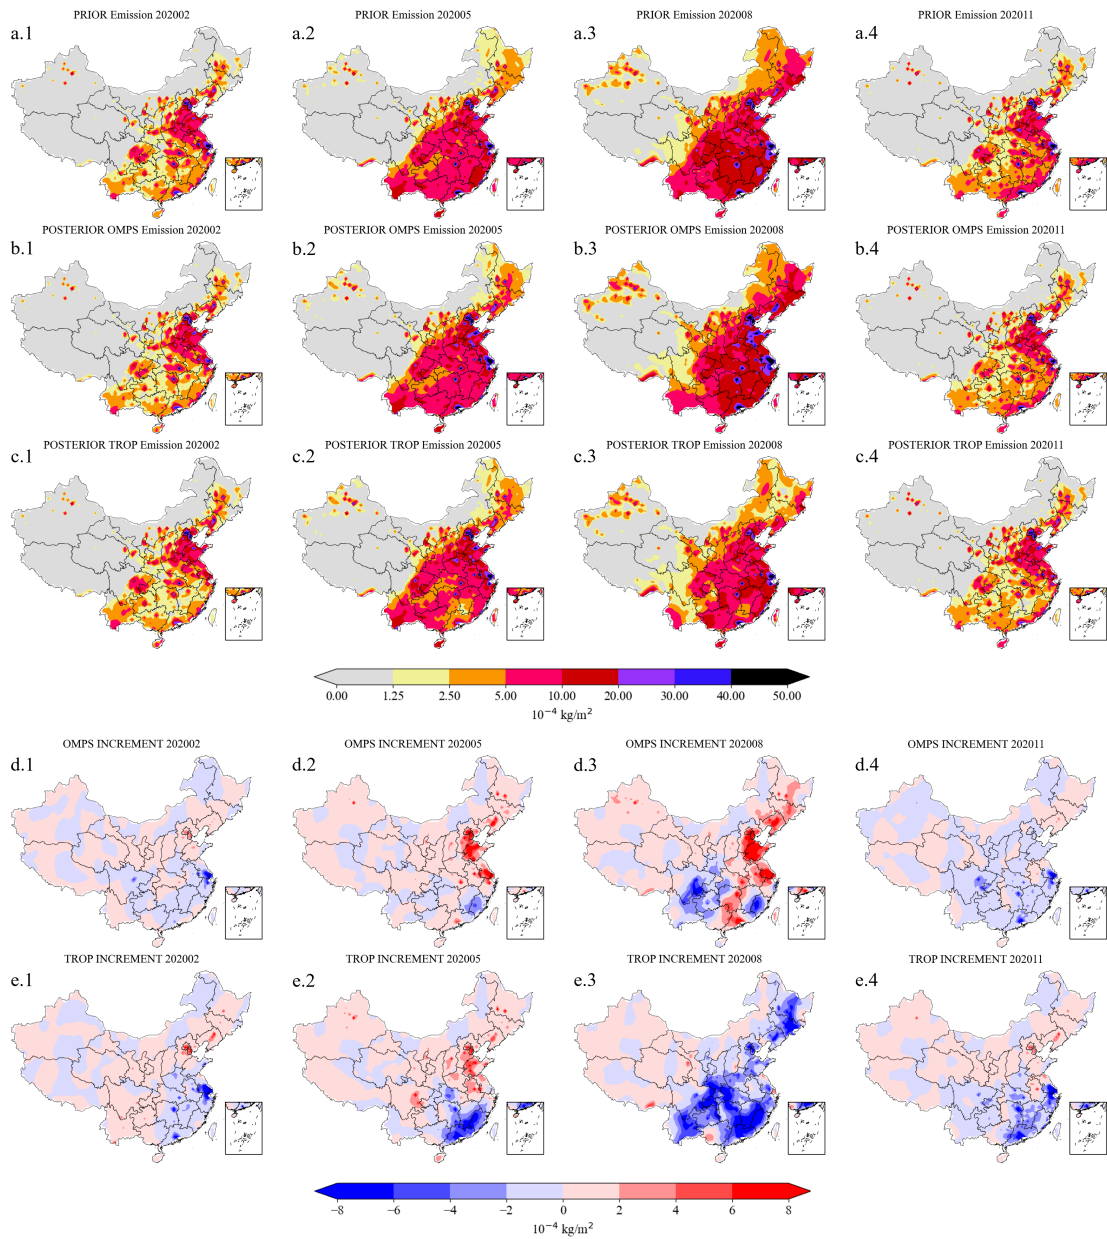 PRIOR Emission 202002 PRIOR Emission 202005 PRIOR Emission 202008 PRIOR Emission 202011
a.1 a.2 a.3 a.4
POSTERIOR OMPS Emission 202002 POSTERIOR OMPS Emission 202005 POSTERIOR OMPS Emission 202008 POSTERIOR OMPS Emission 202011
b.1 b.2 b.3 b.4
POSTERIOR TROP Emission 202002 POSTERIOR TROP Emission 202005 POSTERIOR TROP Emission 202008 POSTERIOR TROP Emission 202011
c.1 c.2 c.3 c.4
0.00 1.25 2.50 5.00 10.00 20.00 30.00 40.00 50.00
10⁻⁴ kg/m²
OMPS INCREMENT 202002 OMPS INCREMENT 202005 OMPS INCREMENT 202008 OMPS INCREMENT 202011
d.1 d.2 d.3 d.4
TROP INCREMENT 202002 TROP INCREMENT 202005 TROP INCREMENT 202008 TROP INCREMENT 202011
e.1 e.2 e.3 e.4
−8 −6 −4 −2 0 2 4 6 8
10⁻⁴ kg/m²